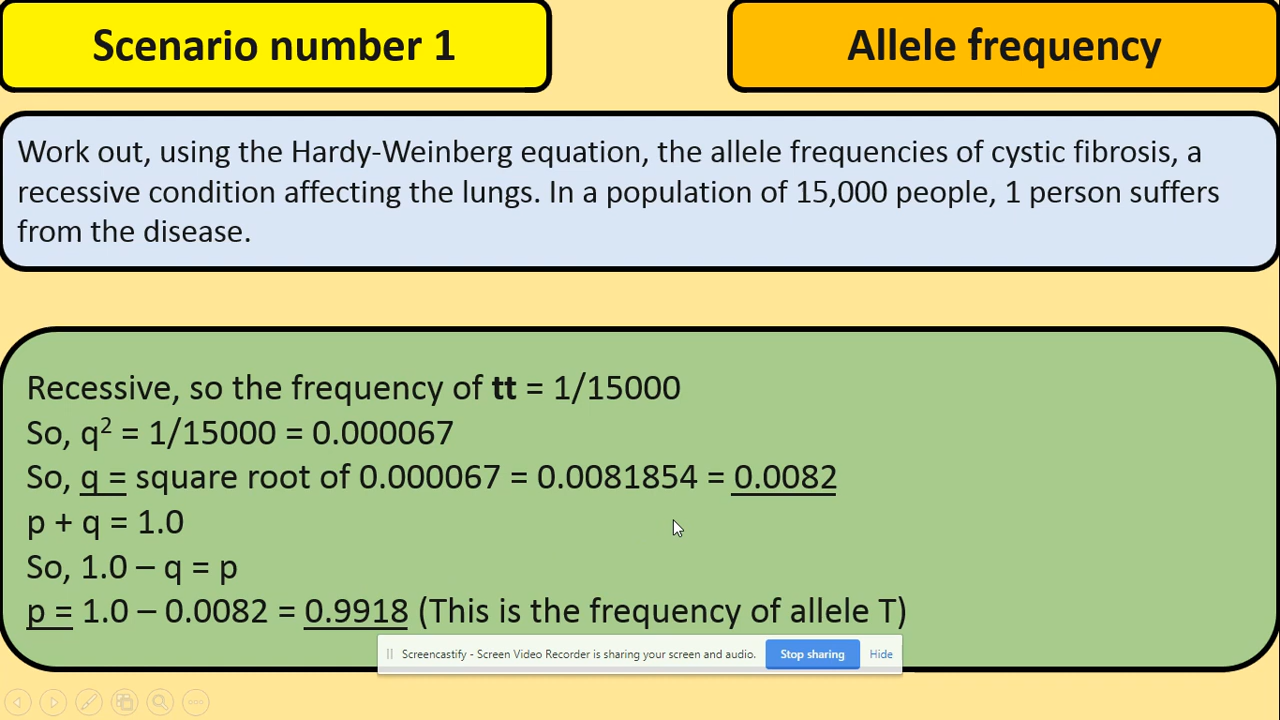 Scenario number 1
Allele frequency
Work out, using the Hardy-Weinberg equation, the allele frequencies of cystic fibrosis, a
recessive condition affecting the lungs. In a population of 15,000 people, 1 person suffers
from the disease.
Recessive, so the frequency of tt = 1/15000
So, q² = 1/15000 = 0.000067
So, q = square root of 0.000067 = 0.0081854 = 0.0082
p + q = 1.0
So, 1.0 – q = p
p = 1.0 – 0.0082 = 0.9918 (This is the frequency of allele T)
Screencastify - Screen Video Recorder is sharing your screen and audio. Stop sharing Hide